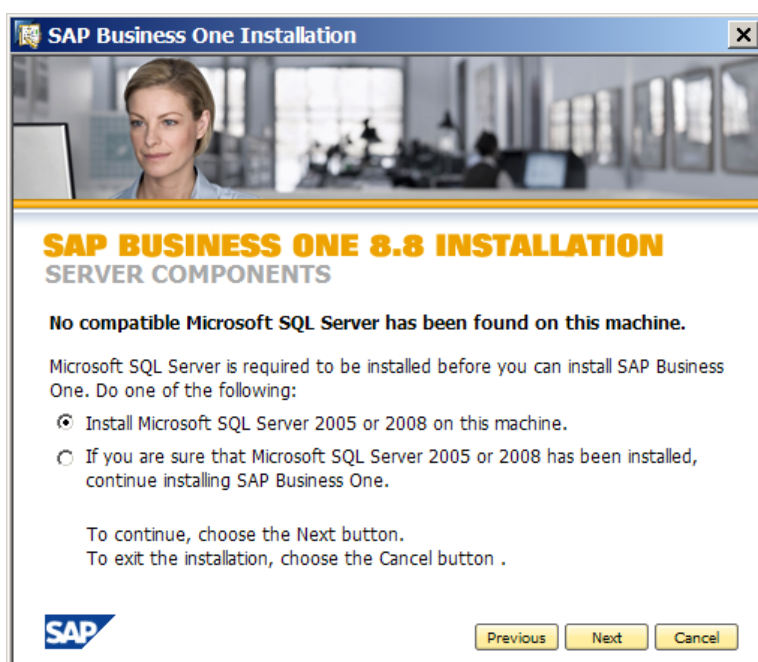 SAP Business One Installation
SAP BUSINESS ONE 8.8 INSTALLATION
SERVER COMPONENTS
No compatible Microsoft SQL Server has been found on this machine.
Microsoft SQL Server is required to be installed before you can install SAP Business
One. Do one of the following:
Install Microsoft SQL Server 2005 or 2008 on this machine.
If you are sure that Microsoft SQL Server 2005 or 2008 has been installed,
continue installing SAP Business One.
To continue, choose the Next button.
To exit the installation, choose the Cancel button .
SAP
Previous Next Cancel